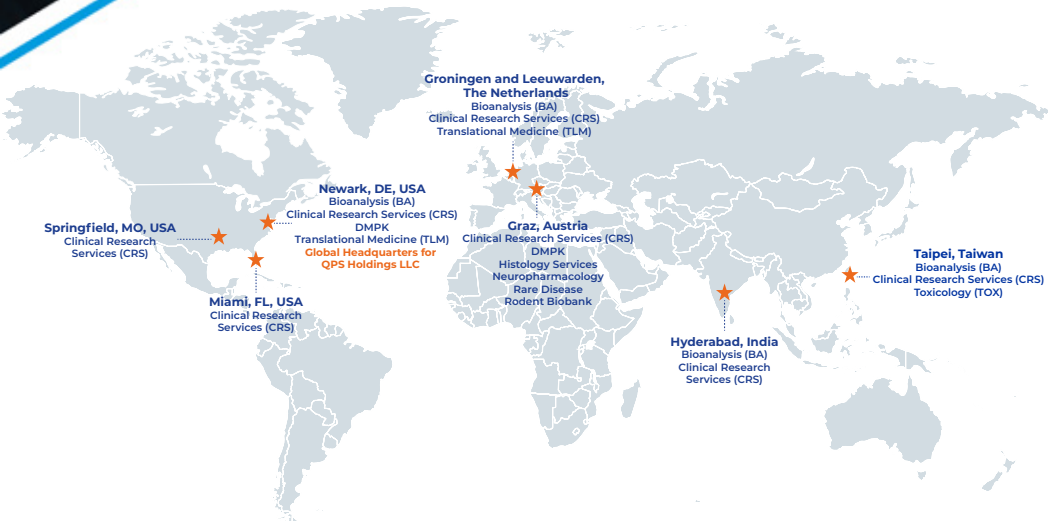 Groningen and Leeuwarden,
The Netherlands
Bioanalysis (BA)
Clinical Research Services (CRS)
Translational Medicine (TLM)
Newark, DE, USA
Bioanalysis (BA)
Clinical Research Services (CRS)
DMPK
Translational Medicine (TLM)
Global Headquarters for
QPS Holdings LLC
Springfield, MO, USA
Clinical Research
Services (CRS)
Miami, FL, USA
Clinical Research
Services (CRS)
Graz, Austria
Clinical Research Services (CRS)
DMPK
Histology Services
Neuropharmacology
Rare Disease
Rodent Biobank
Taipei, Taiwan
Bioanalysis (BA)
Clinical Research Services (CRS)
Toxicology (TOX)
Hyderabad, India
Bioanalysis (BA)
Clinical Research
Services (CRS)